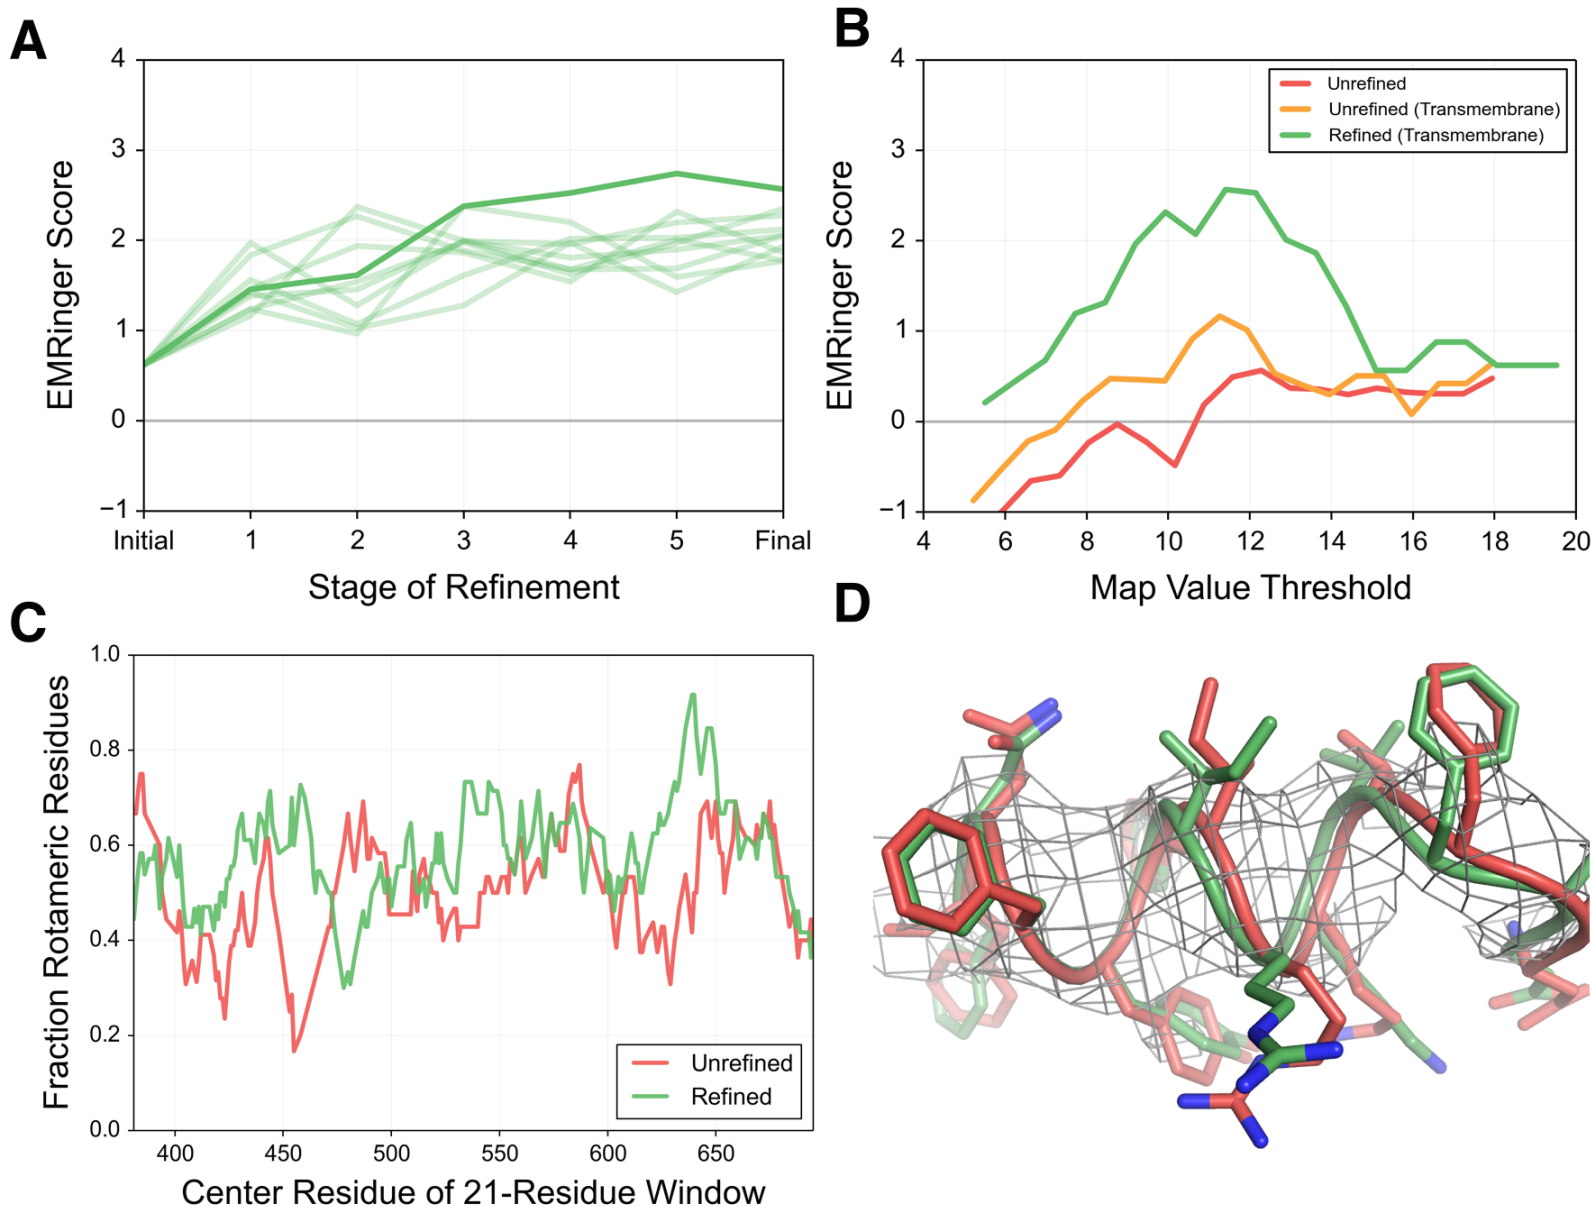 A
4
3
2
1
0
−1
EMRinger Score
Initial 1 2 3 4 5 Final
Stage of Refinement
B
4
3
2
1
0
−1
EMRinger Score
Unrefined
Unrefined (Transmembrane)
Refined (Transmembrane)
4 6 8 10 12 14 16 18 20
Map Value Threshold
C
1.0
0.8
0.6
0.4
0.2
0.0
Fraction Rotameric Residues
Unrefined
Refined
400 450 500 550 600 650
Center Residue of 21-Residue Window
D